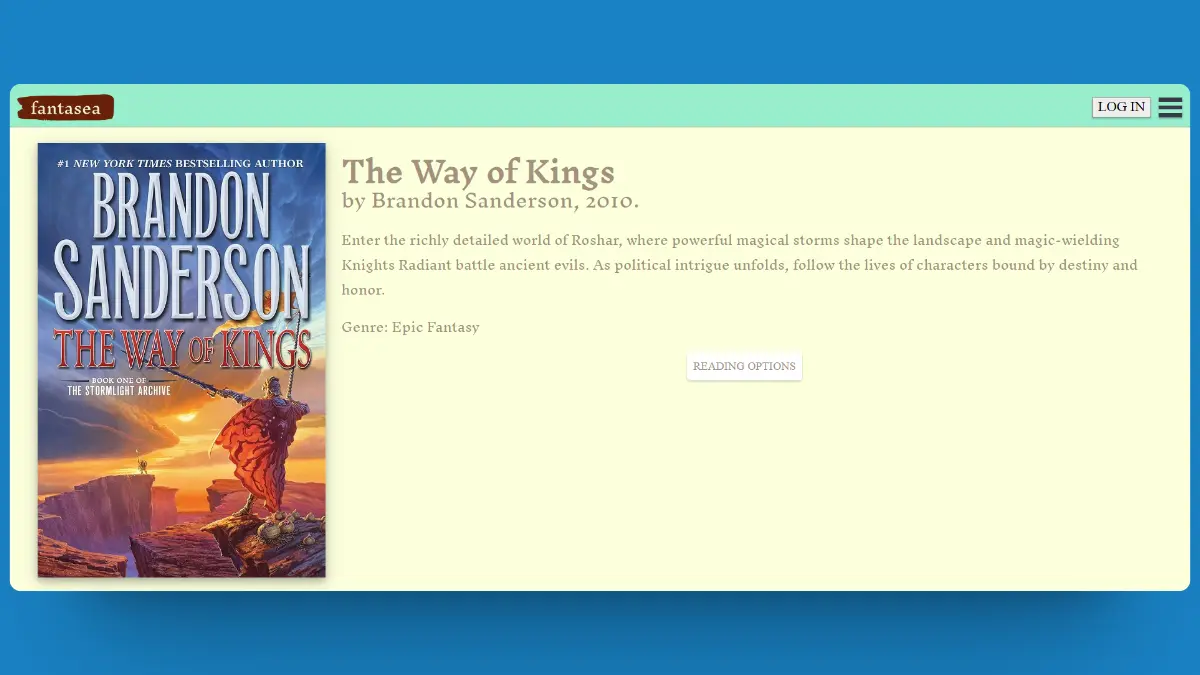 fantasea
LOG IN
#1 NEW YORK TIMES BESTSELLING AUTHOR
BRANDON
SANDERSON
THE WAY OF KINGS
BOOK ONE OF
THE STORMLIGHT ARCHIVE
The Way of Kings
by Brandon Sanderson, 2010.
Enter the richly detailed world of Roshar, where powerful magical storms shape the landscape and magic-wielding
Knights Radiant battle ancient evils. As political intrigue unfolds, follow the lives of characters bound by destiny and
honor.
Genre: Epic Fantasy
READING OPTIONS